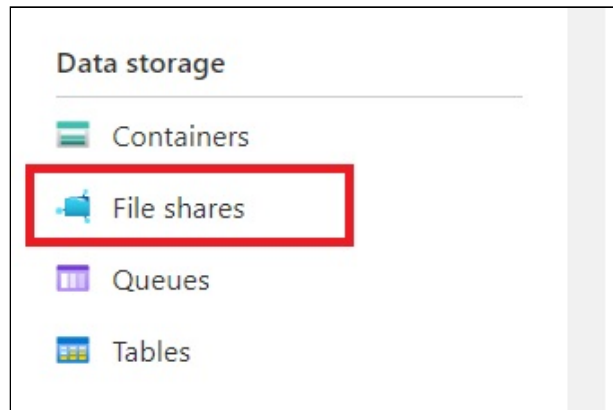 Data storage
Containers
File shares
Queues
Tables